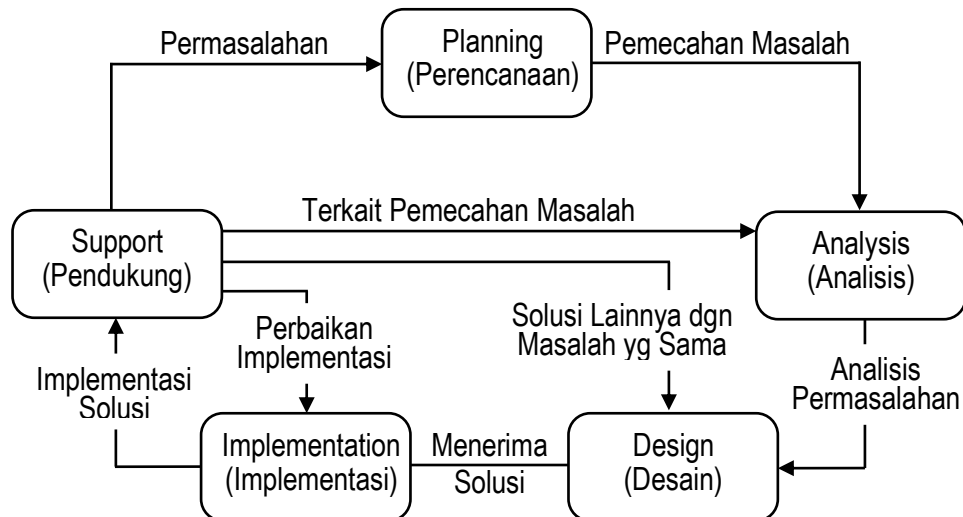 Permasalahan
Planning
(Perencanaan)
Pemecahan Masalah
Terkait Pemecahan Masalah
Support
(Pendukung)
Analysis
(Analisis)
Perbaikan
Implementasi
Solusi Lainnya dgn
Masalah yg Sama
Implementasi
Solusi
Analisis
Permasalahan
Implementation
(Implementasi)
Menerima
Solusi
Design
(Desain)